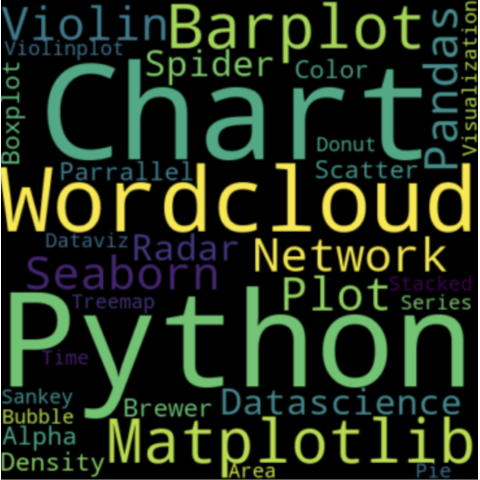 Violin
Barplot
Pandas
Visualization
Violinplot
Spider
Color
Boxplot
Chart
Donut
Parrallel
Scatter
Wordcloud
Dataviz
Radar
Network
Seaborn
Plot
Stacked
Treemap
Series
Python
Time
Sankey
Brewer
Datascience
Bubble
Alpha
Matplotlib
Density
Area
Pie